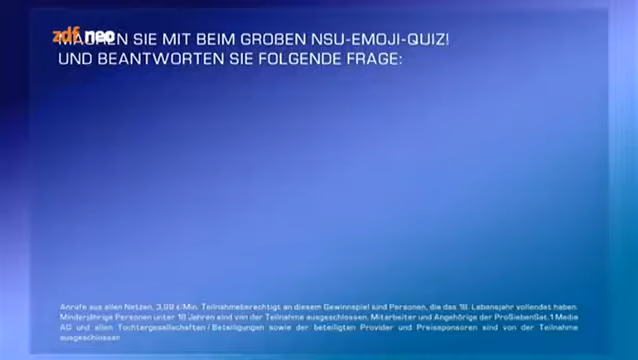 zdf neo
MACHEN SIE MIT BEIM GROßEN NSU-EMOJI-QUIZ!
UND BEANTWORTEN SIE FOLGENDE FRAGE:
Anrufe aus allen Netzen, 3,99 €/Min. Teilnahmeberechtigt an diesem Gewinnspiel sind Personen, die das 18. Lebensjahr vollendet haben.
Minderjährige Personen unter 18 Jahren sind von der Teilnahme ausgeschlossen. Mitarbeiter und Angehörige der ProSiebenSat.1 Media
AG und allen Tochtergesellschaften / Beteiligungen sowie der beteiligten Provider und Preissponsoren sind von der Teilnahme
ausgeschlossen